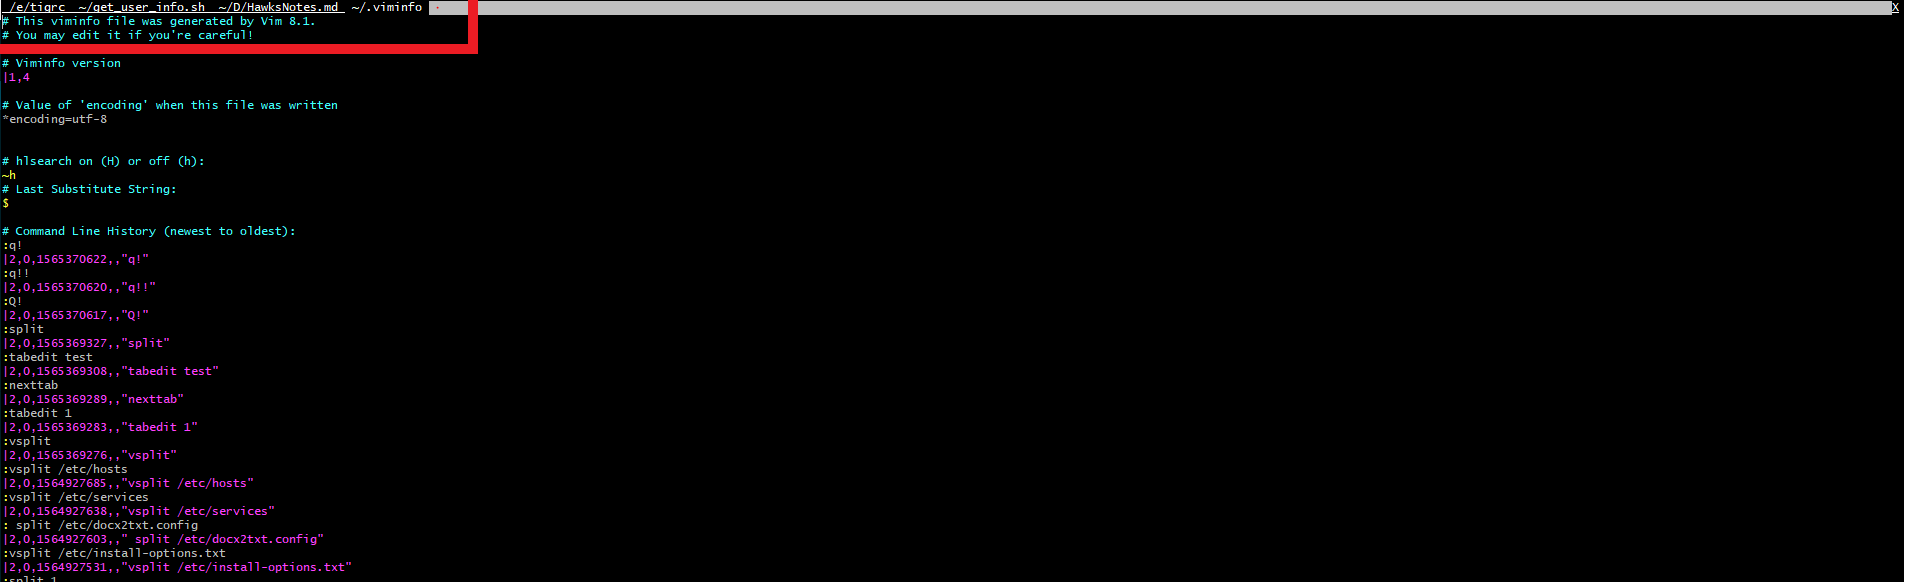 /e/tigrc ~/get_user_info.sh ~/D/HawksNotes.md ~/.viminfo X
# This viminfo file was generated by Vim 8.1.
# You may edit it if you're careful!
# Viminfo version
|1,4
# Value of 'encoding' when this file was written
*encoding=utf-8
# hlsearch on (H) or off (h):
~h
# Last Substitute String:
$
# Command Line History (newest to oldest):
:q!
|2,0,1565370622,,"q!"
:q!!
|2,0,1565370620,,"q!!"
:Q!
|2,0,1565370617,,"Q!"
:split
|2,0,1565369327,,"split"
:tabedit test
|2,0,1565369308,,"tabedit test"
:nexttab
|2,0,1565369289,,"nexttab"
:tabedit 1
|2,0,1565369283,,"tabedit 1"
:vsplit
|2,0,1565369276,,"vsplit"
:vsplit /etc/hosts
|2,0,1564927685,,"vsplit /etc/hosts"
:vsplit /etc/services
|2,0,1564927638,,"vsplit /etc/services"
: split /etc/docx2txt.config
|2,0,1564927603,," split /etc/docx2txt.config"
:vsplit /etc/install-options.txt
|2,0,1564927531,,"vsplit /etc/install-options.txt"
:split 1